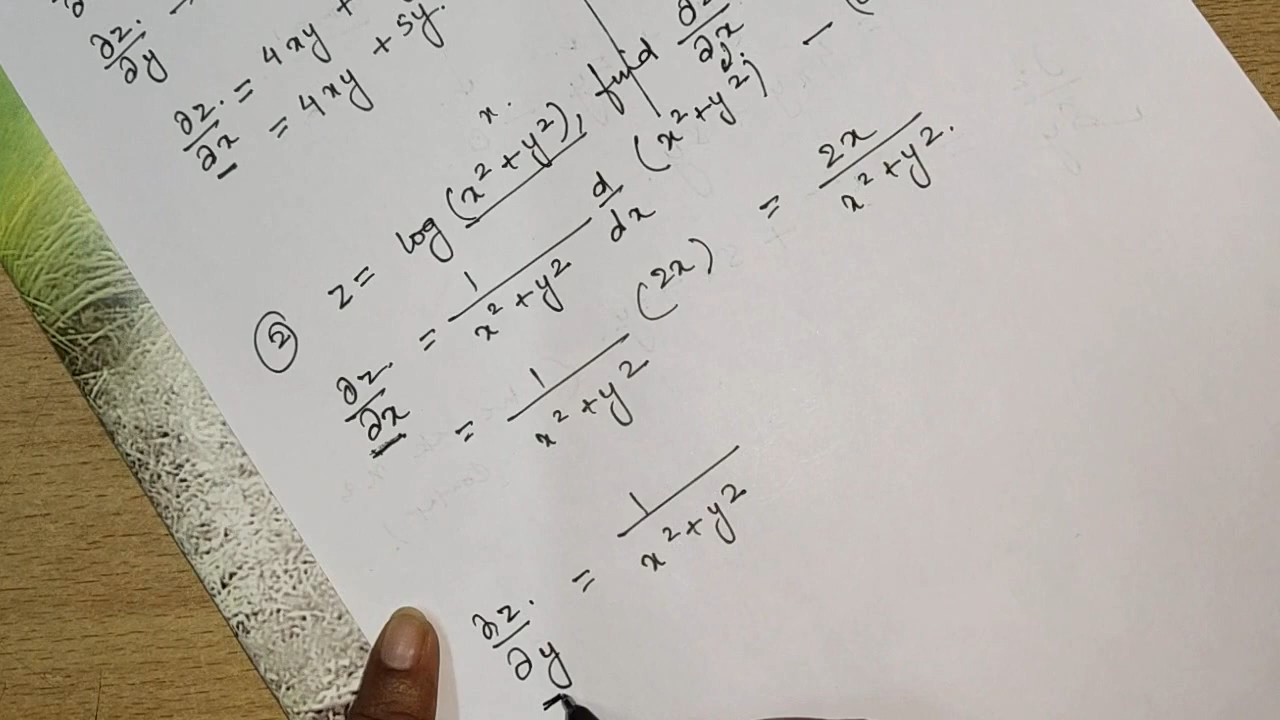 ∂z/∂y
∂z/∂x = 4xy +
= 4xy + 5y.
x.
② z = log (x² + y²), find ∂z/∂x
∂z/∂x = 1/(x² + y²) d/dx (x² + y²)
= 1/(x² + y²) (2x) = 2x/(x² + y²).
∂z/∂y = 1/(x² + y²)